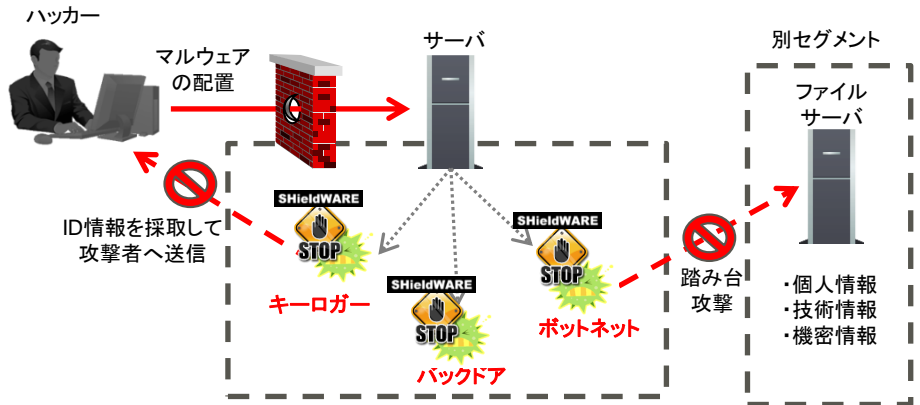 ハッカー
マルウェア
の配置
サーバ
別セグメント
ファイル
サーバ
SHieldWARE
STOP
キーロガー
SHieldWARE
STOP
バックドア
SHieldWARE
STOP
ボットネット
ID情報を採取して
攻撃者へ送信
踏み台
攻撃
・個人情報
・技術情報
・機密情報